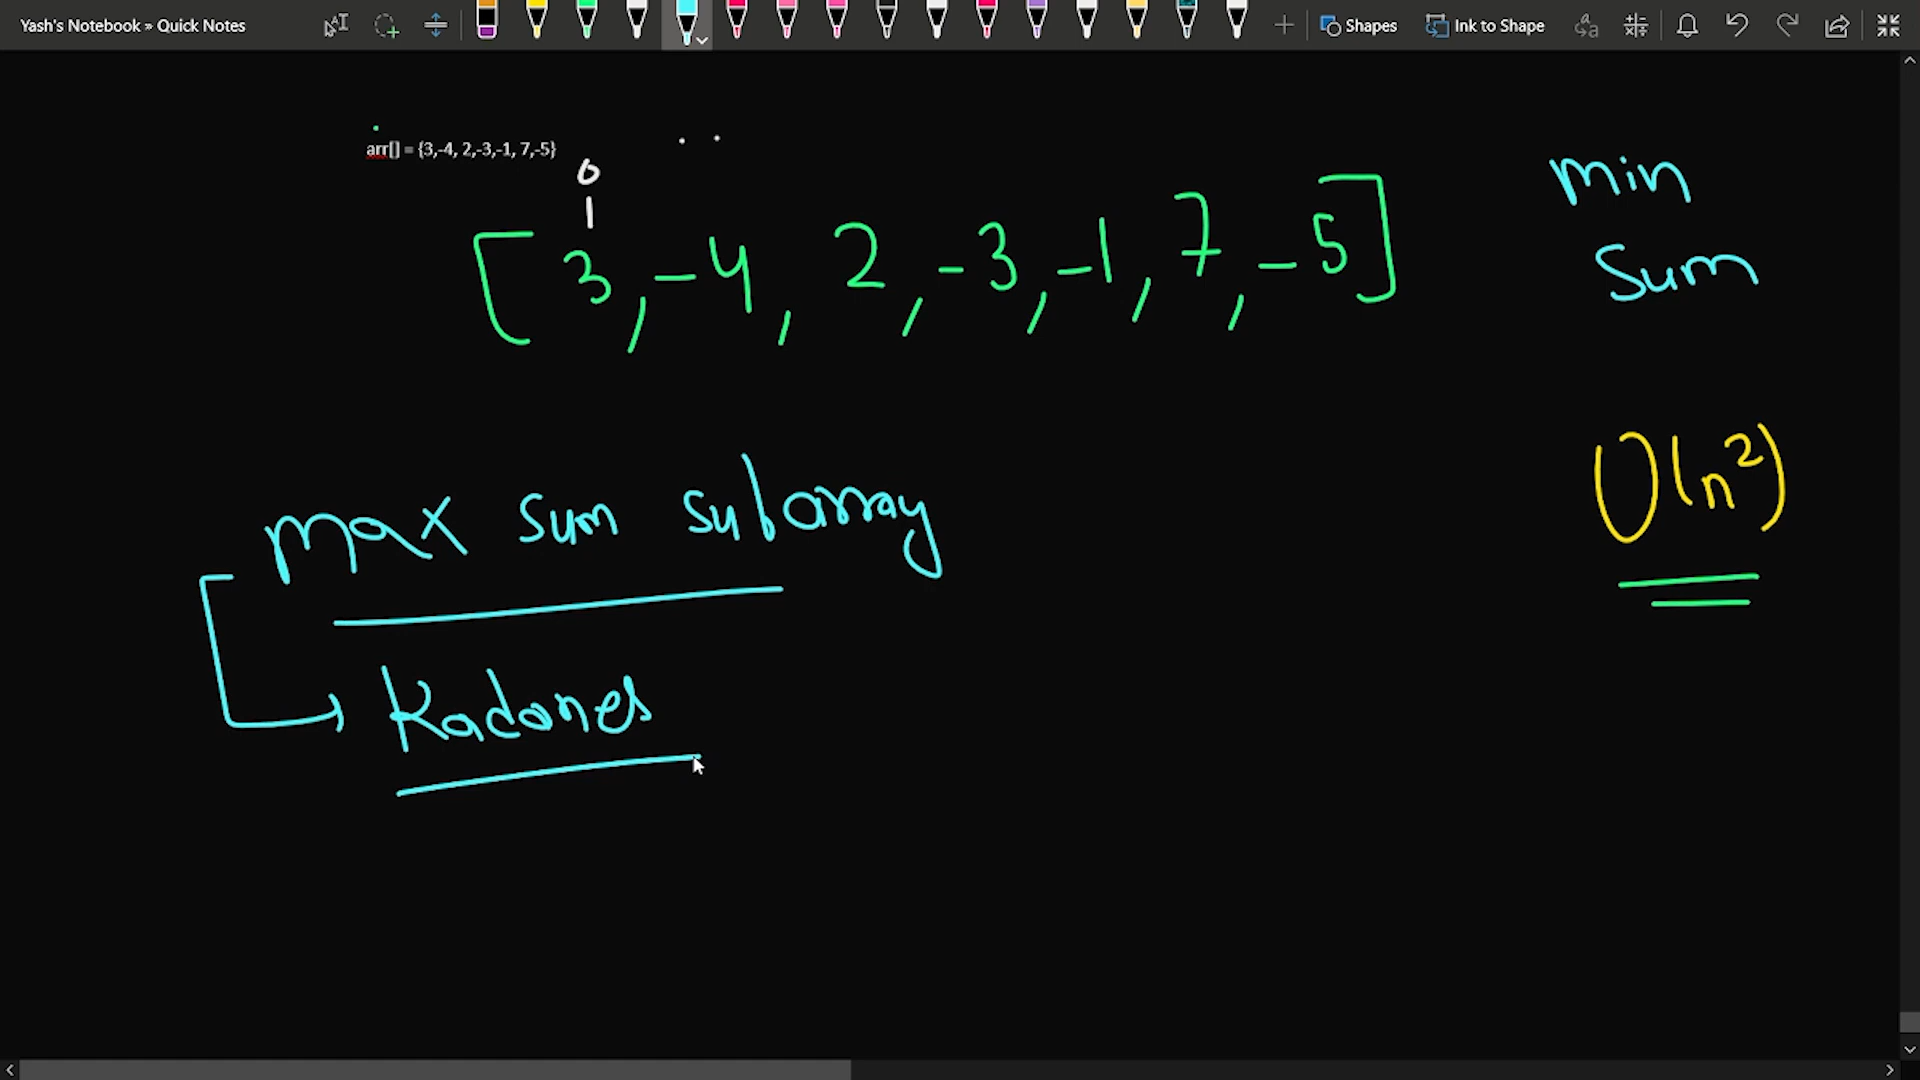 Yash's Notebook » Quick Notes
Shapes
Ink to Shape
arr[] = {3,-4, 2,-3,-1, 7,-5}
0
[3, -4, 2, -3, -1, 7, -5]
min
Sum
O(n²)
max sum subarray
Kadanes